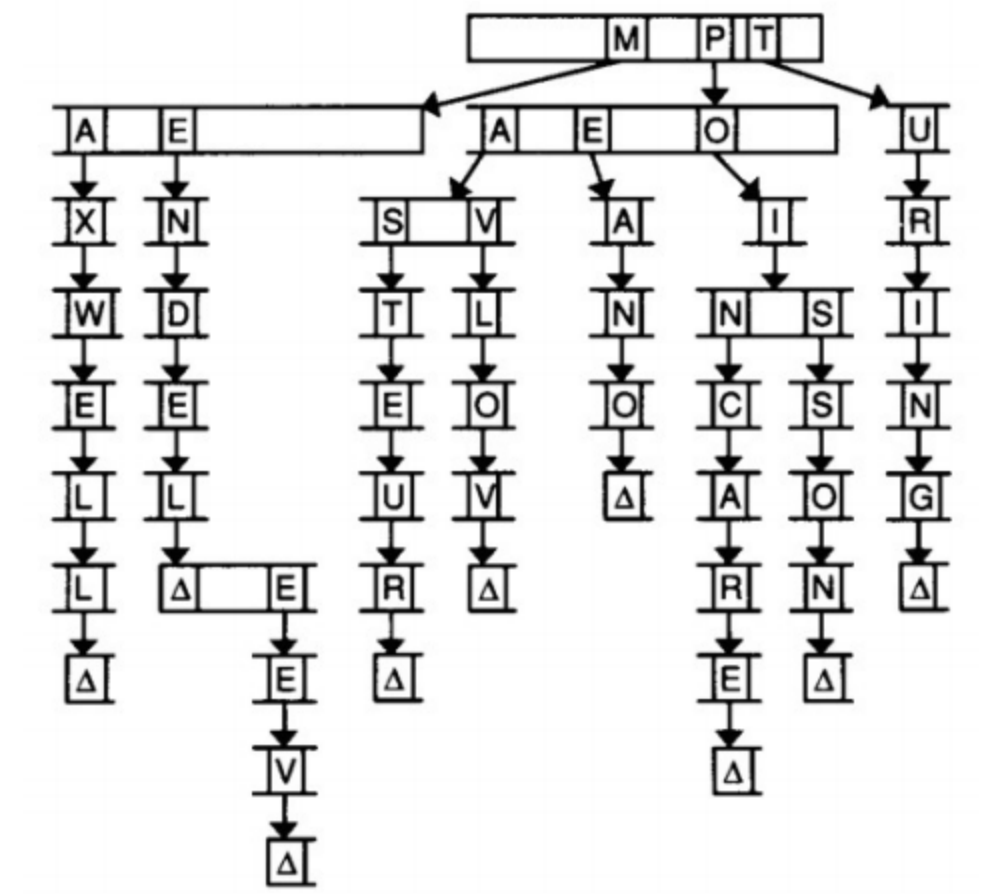 M P T
A E A E O U
X N S V A I R
W D T L N N S I
E E E O O C S N
L L U V Δ A O G
L Δ E R Δ R N Δ
Δ E Δ E Δ
V Δ
Δ